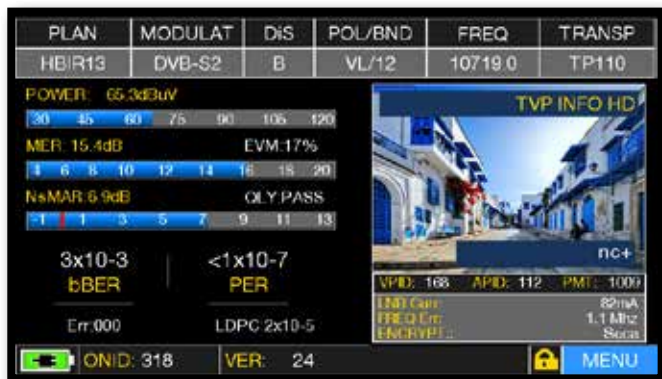 PLAN MODULAT DiS POL/BND FREQ TRANSP
HBIR13 DVB-S2 B VL/12 10719.0 TP110
POWER: 65.3dBuV
30 45 60 75 90 105 120
MER: 15.4dB EVM:17%
4 6 8 10 12 14 16 18 20
NsMAR:6.9dB QLY:PASS
-1 1 3 5 7 9 11 13
3x10-3 <1x10-7
bBER PER
Err:000 LDPC 2x10-5
TVP INFO HD
nc+
VPID: 168 APID: 112 PMT: 1009
LNB Curr: 82mA
FREQ Err: 1.1 Mhz
ENCRYPT.: Seca
ONID: 318 VER: 24 MENU